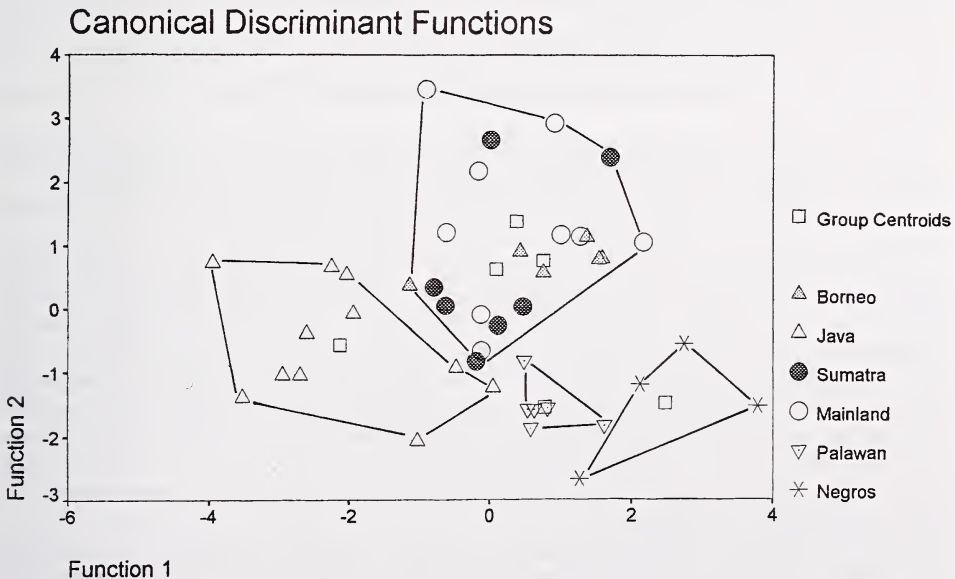 Canonical Discriminant Functions
4
3
2
1
0
-1
-2
-3
-6
-4
-2
0
2
4
Function 2
Function 1
Group Centroids
Borneo
Java
Sumatra
Mainland
Palawan
Negros